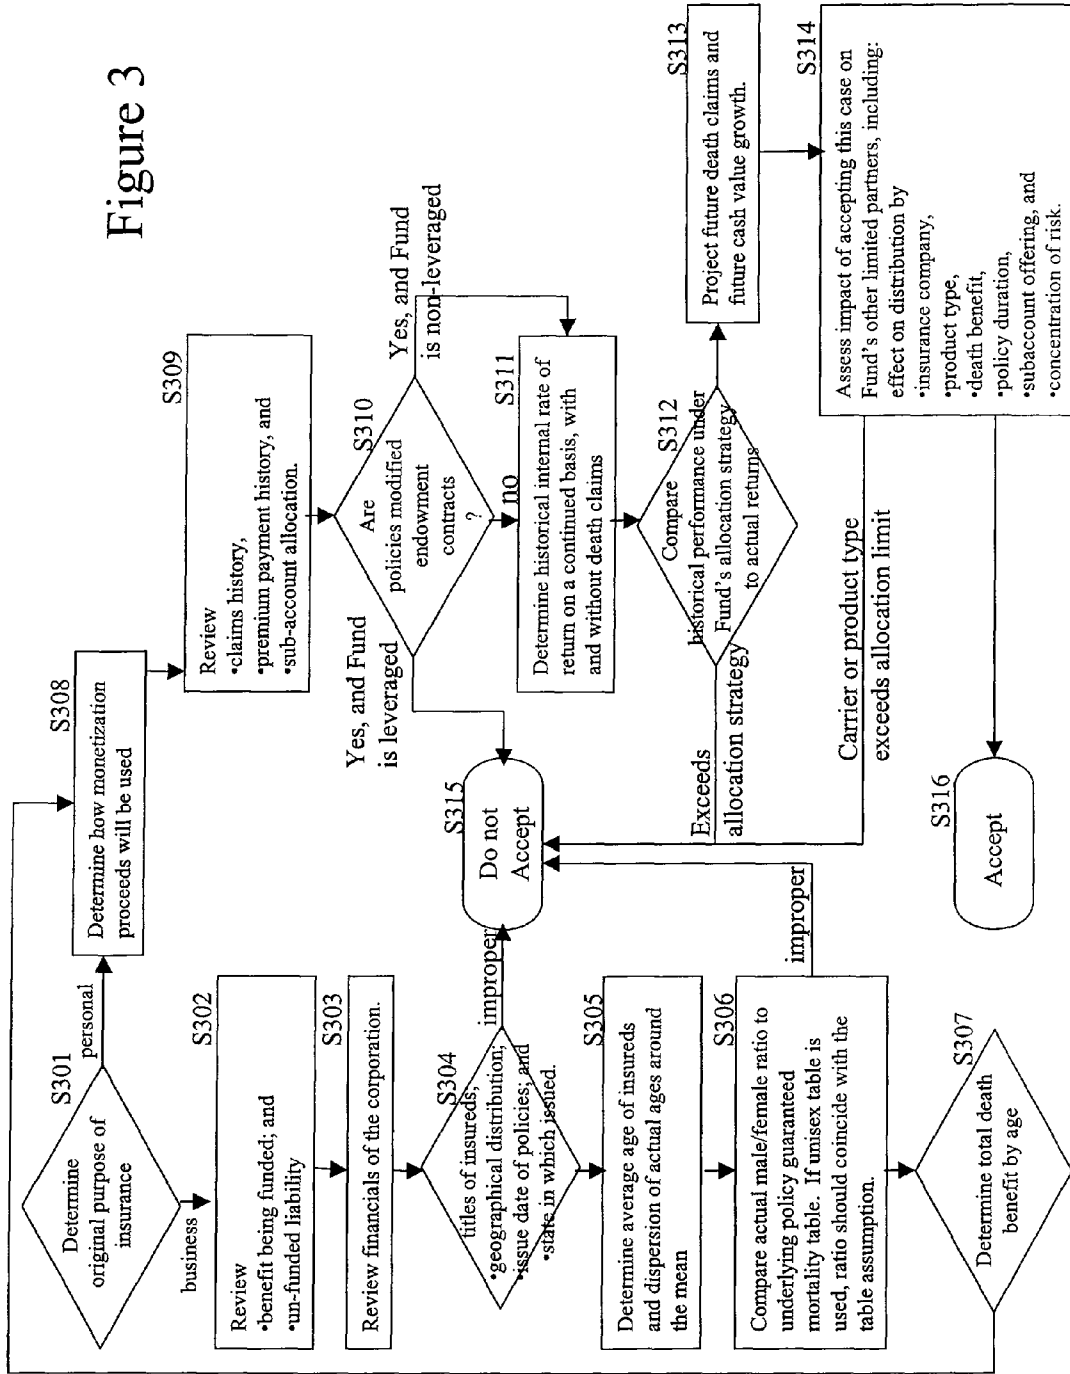 Figure 3
S301
Determine
original purpose of
insurance
personal
business
S302
Review
•benefit being funded; and
•un-funded liability
S303
Review financials of the corporation.
S304
titles of insureds;
•geographical distribution;
•issue date of policies; and
•state in which issued.
improper
S305
Determine average age of insureds
and dispersion of actual ages around
the mean
S306
Compare actual male/female ratio to
underlying policy guaranteed
mortality table. If unisex table is
used, ratio should coincide with the
table assumption.
improper
S307
Determine total death
benefit by age
S308
Determine how monetization
proceeds will be used
S309
Review
•claims history,
•premium payment history, and
•sub-account allocation.
S310
Are
policies modified
endowment
contracts
?
Yes, and Fund
is leveraged
Yes, and Fund
is non-leveraged
no
S311
Determine historical internal rate of
return on a continued basis, with
and without death claims
S312
Compare
historical performance under
Fund's allocation strategy
to actual returns
Exceeds
allocation strategy
S313
Project future death claims and
future cash value growth.
S314
Assess impact of accepting this case on
Fund's other limited partners, including:
effect on distribution by
•insurance company,
•product type,
•death benefit,
•policy duration,
•subaccount offering, and
•concentration of risk.
Carrier or product type
exceeds allocation limit
S315
Do not
Accept
S316
Accept